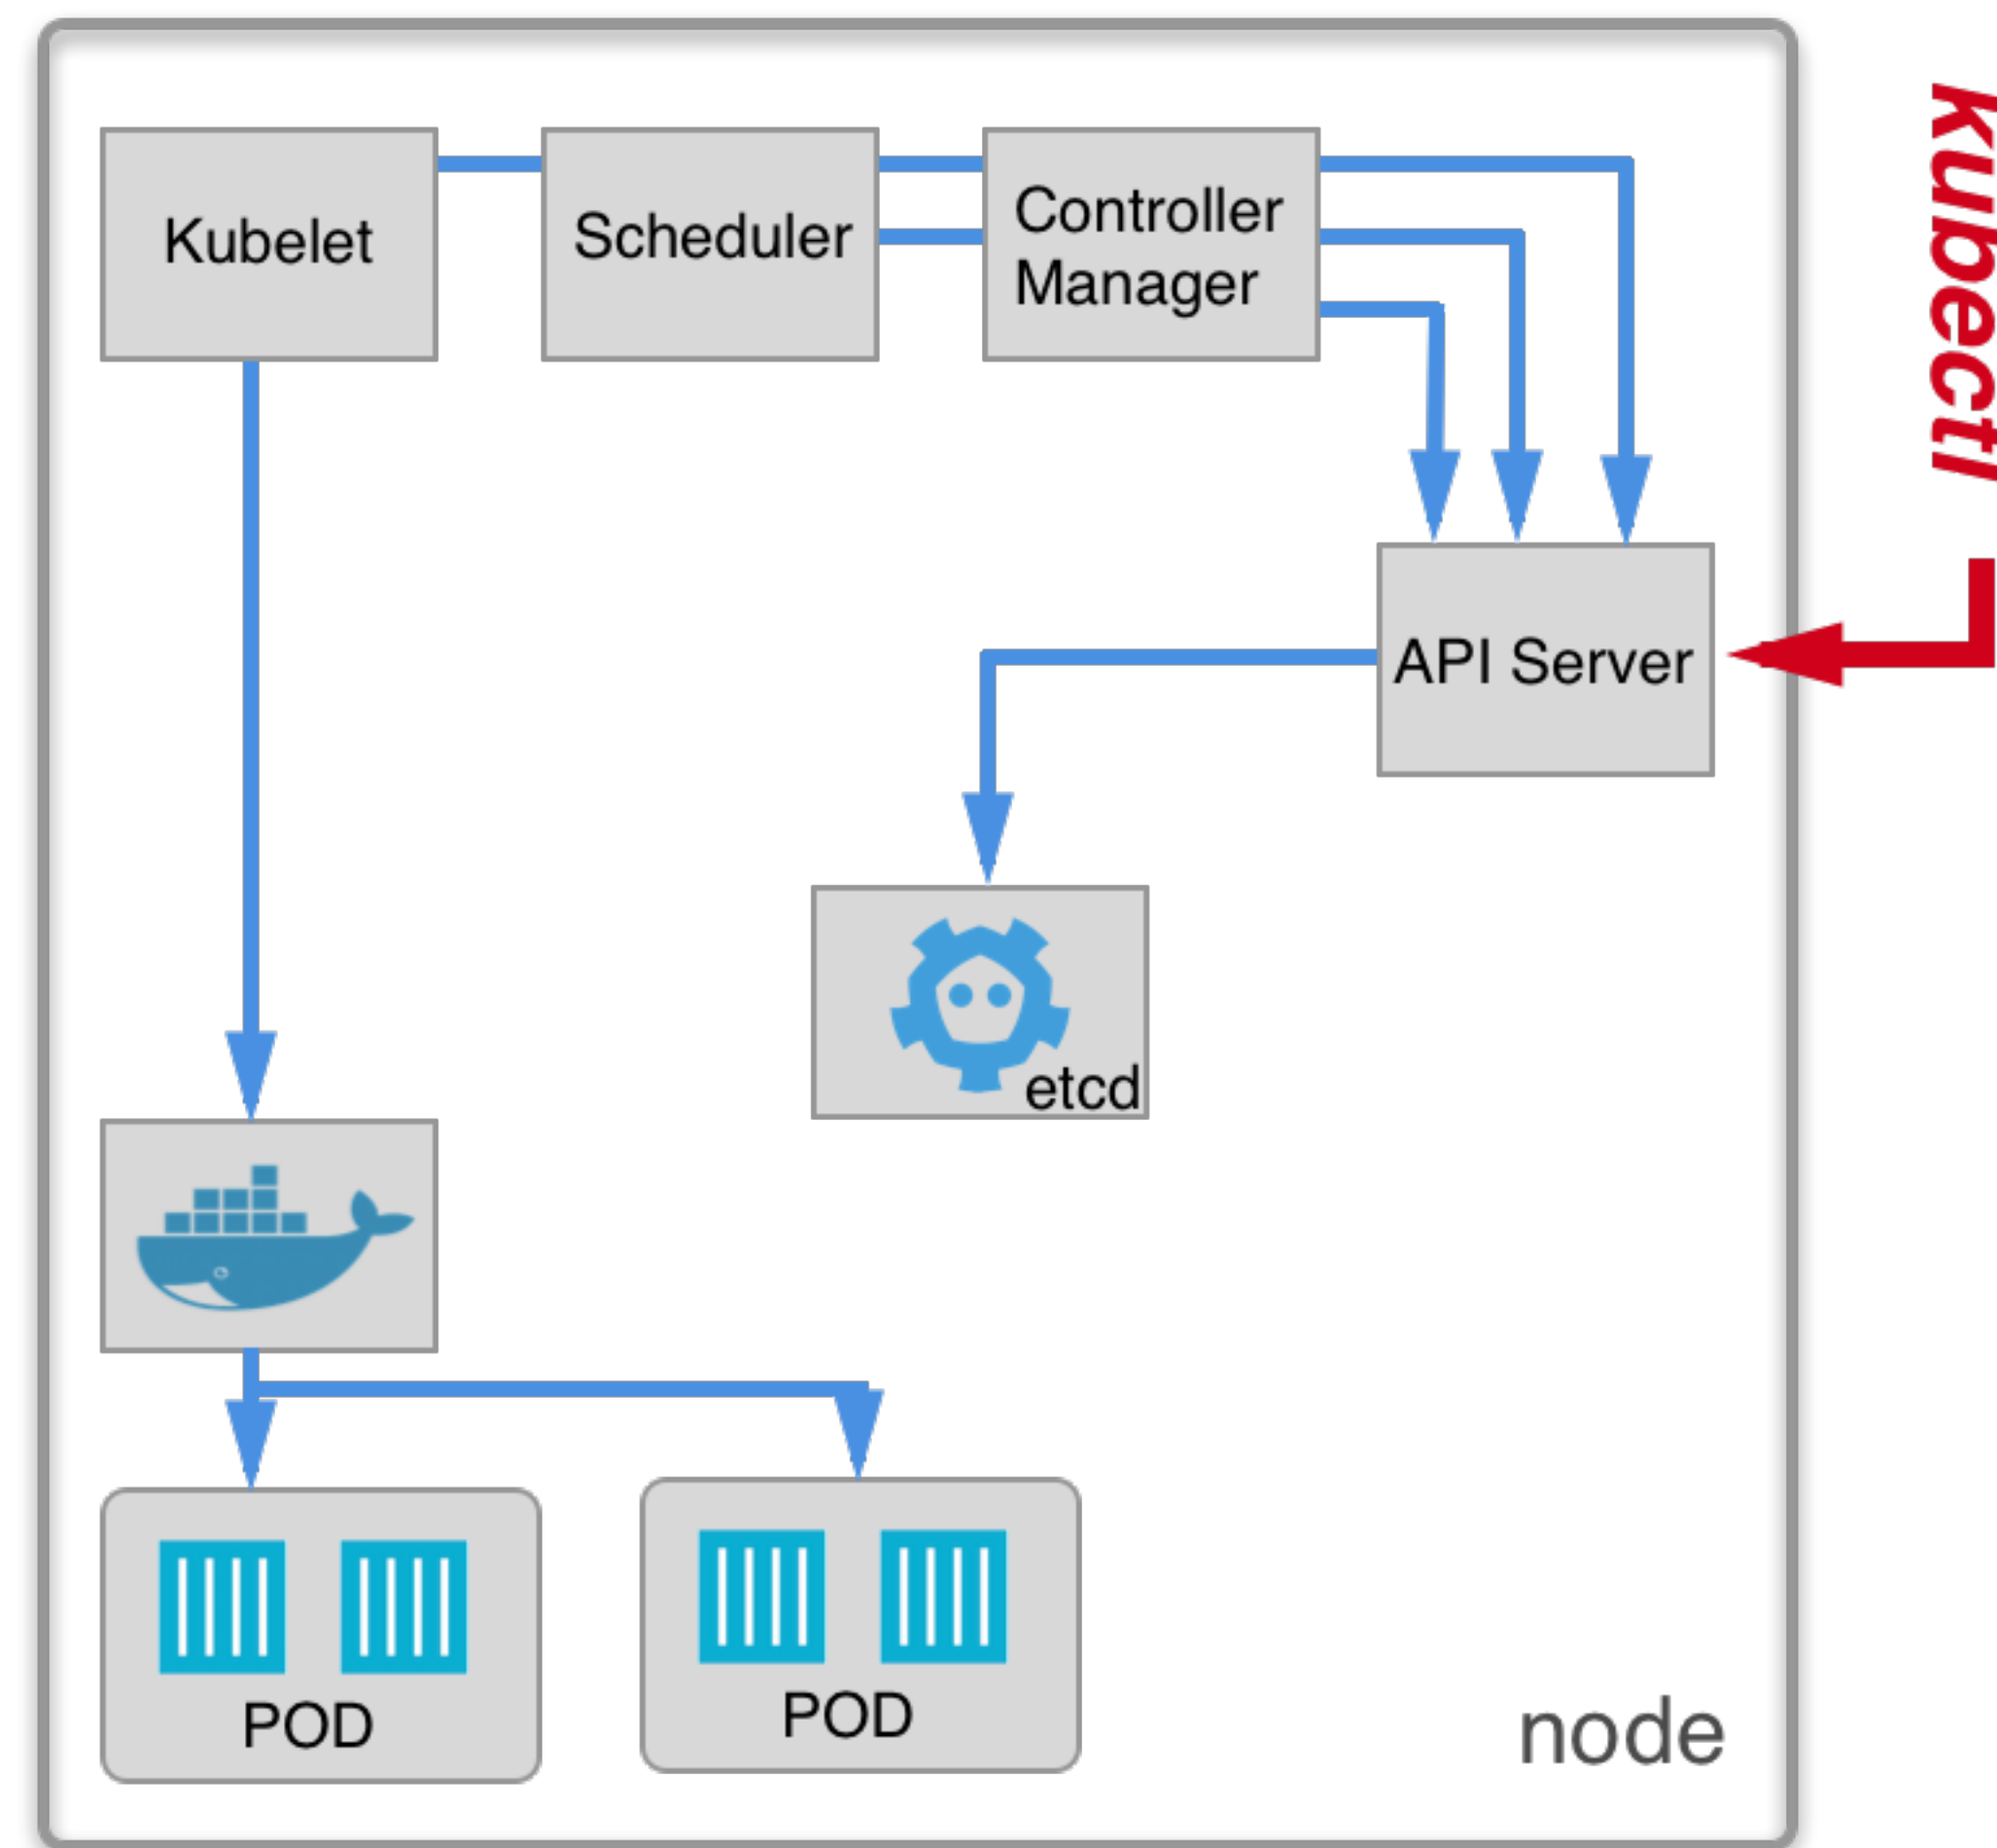 Kubelet
Scheduler
Controller
Manager
kubectl
API Server
etcd
POD
POD
node